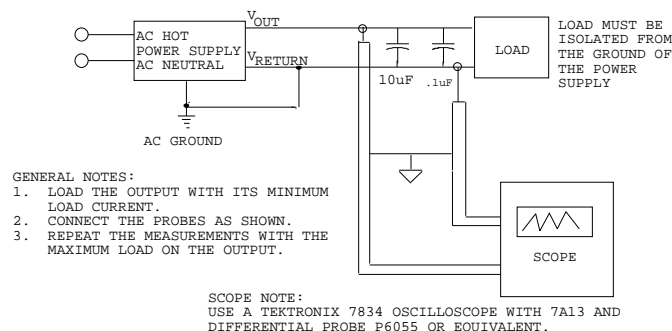 VOUT
AC HOT
POWER SUPPLY
AC NEUTRAL
VRETURN
10uF
.1uF
LOAD
LOAD MUST BE
ISOLATED FROM
THE GROUND OF
THE POWER
SUPPLY
AC GROUND
GENERAL NOTES:
1. LOAD THE OUTPUT WITH ITS MINIMUM
LOAD CURRENT.
2. CONNECT THE PROBES AS SHOWN.
3. REPEAT THE MEASUREMENTS WITH THE
MAXIMUM LOAD ON THE OUTPUT.
SCOPE
SCOPE NOTE:
USE A TEKTRONIX 7834 OSCILLOSCOPE WITH 7A13 AND
DIFFERENTIAL PROBE P6055 OR EQUIVALENT.